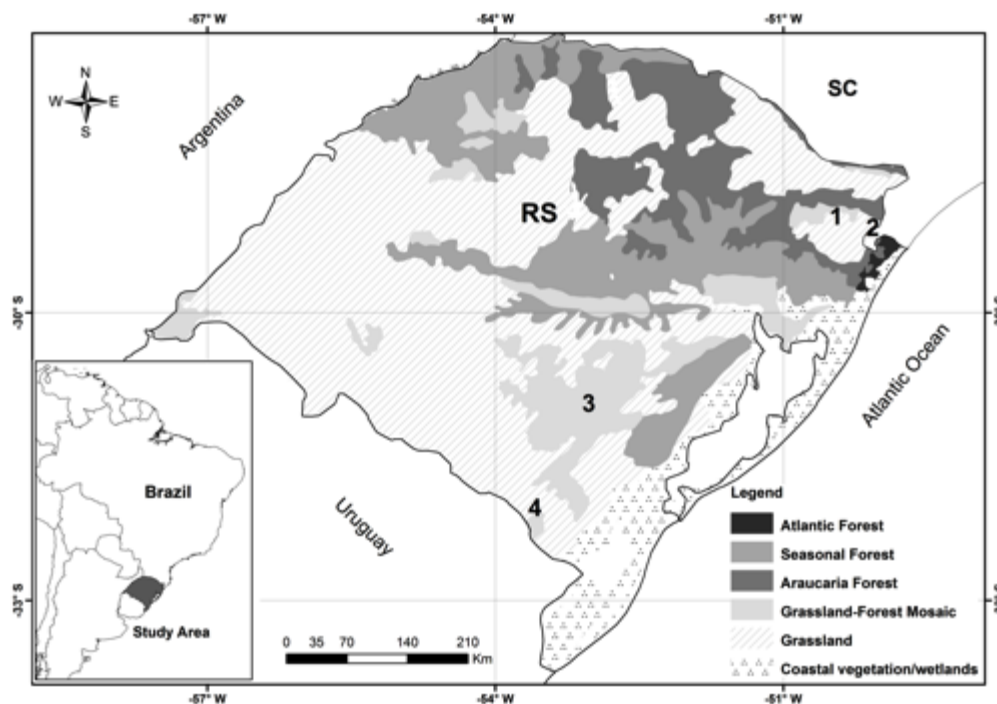 -57° W
-54° W
-51° W
N
W
E
S
Argentina
SC
RS
1
2
-30° S
-30° S
3
4
Uruguay
Atlantic Ocean
Brazil
Study Area
-33° S
0 35 70 140 210
Km
Legend
Atlantic Forest
Seasonal Forest
Araucaria Forest
Grassland-Forest Mosaic
Grassland
Coastal vegetation/wetlands
-57° W
-54° W
-51° W